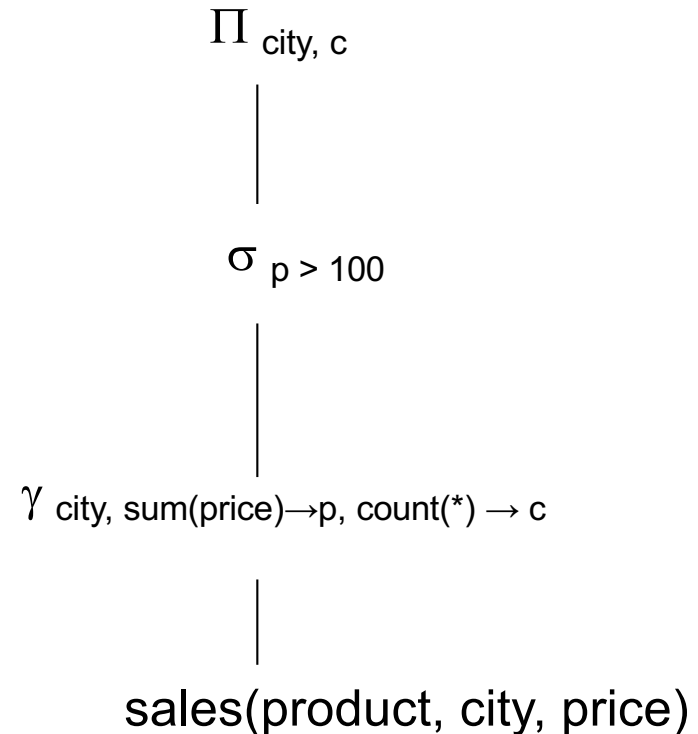 Π city, c
σ p > 100
γ city, sum(price)→p, count(*) → c
sales(product, city, price)